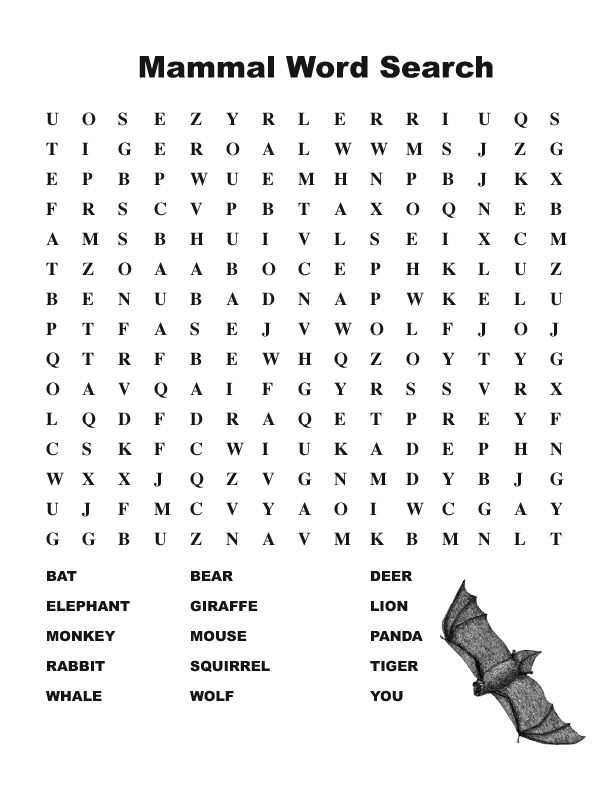 Mammal Word Search
U O S E Z Y R L E R R I U Q S
T I G E R O A L W W M S J Z G
E P B P W U E M H N P B J K X
F R S C V P B T A X O Q N E B
A M S B H U I V L S E I X C M
T Z O A A B O C E P H K L U Z
B E N U B A D N A P W K E L U
P T F A S E J V W O L F J O J
Q T R F B E W H Q Z O Y T Y G
O A V Q A I F G Y R S S V R X
L Q D F D R A Q E T P R E Y F
C S K F C W I U K A D E P H N
W X X J Q Z V G N M D Y B J G
U J F M C V Y A O I W C G A Y
G G B U Z N A V M K B M N L T
BAT BEAR DEER
ELEPHANT GIRAFFE LION
MONKEY MOUSE PANDA
RABBIT SQUIRREL TIGER
WHALE WOLF YOU